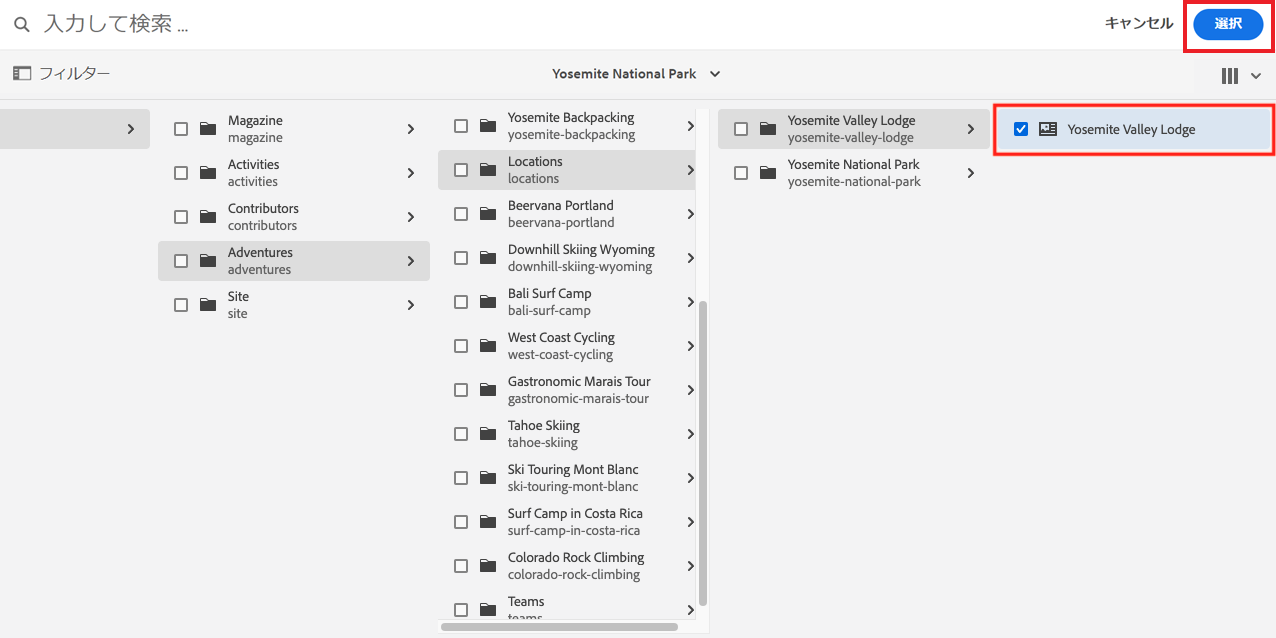 入力して検索 ...
キャンセル
選択
フィルター
Yosemite National Park
Magazine
magazine
Activities
activities
Contributors
contributors
Adventures
adventures
Site
site
Yosemite Backpacking
yosemite-backpacking
Locations
locations
Beervana Portland
beervana-portland
Downhill Skiing Wyoming
downhill-skiing-wyoming
Bali Surf Camp
bali-surf-camp
West Coast Cycling
west-coast-cycling
Gastronomic Marais Tour
gastronomic-marais-tour
Tahoe Skiing
tahoe-skiing
Ski Touring Mont Blanc
ski-touring-mont-blanc
Surf Camp in Costa Rica
surf-camp-in-costa-rica
Colorado Rock Climbing
colorado-rock-climbing
Teams
teams
Yosemite Valley Lodge
yosemite-valley-lodge
Yosemite National Park
yosemite-national-park
Yosemite Valley Lodge